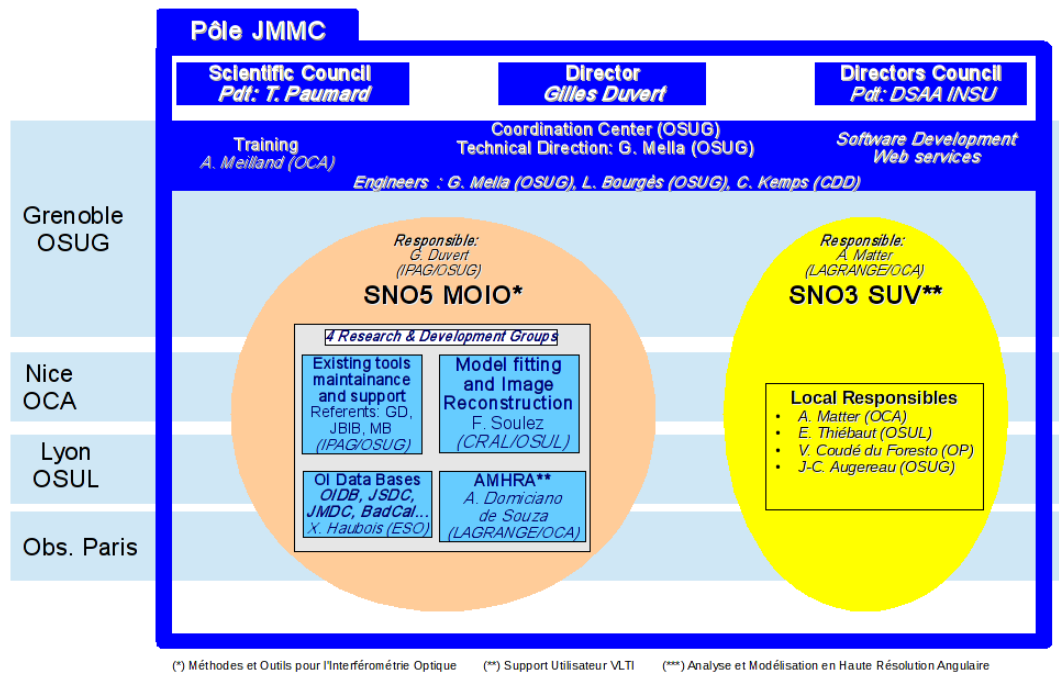 Pôle JMMC
Scientific Council
Pdt: T. Paumard
Director
Gilles Duvert
Directors Council
Pdt: DSAA INSU
Training
A. Meilland (OCA)
Coordination Center (OSUG)
Technical Direction: G. Mella (OSUG)
Software Development
Web services
Engineers : G. Mella (OSUG), L. Bourgès (OSUG), C. Kemps (CDD)
Grenoble
OSUG
Nice
OCA
Lyon
OSUL
Obs. Paris
Responsible:
G. Duvert
(IPAG/OSUG)
SNO5 MOIO*
4 Research & Development Groups
Existing tools
maintainance
and support
Referents: GD,
JBIB, MB
(IPAG/OSUG)
Model fitting
and Image
Reconstruction
F. Soulez
(CRAL/OSUL)
OI Data Bases
OIDB, JSDC,
JMDC, BadCal...
X. Haubois (ESO)
AMHRA**
A. Domiciano
de Souza
(LAGRANGE/OCA)
Responsible:
A. Matter
(LAGRANGE/OCA)
SNO3 SUV**
Local Responsibles
• A. Matter (OCA)
• E. Thiébaut (OSUL)
• V. Coudé du Foresto (OP)
• J-C. Augereau (OSUG)
(*) Méthodes et Outils pour l'Interférométrie Optique (**) Support Utilisateur VLTI (***) Analyse et Modélisation en Haute Résolution Angulaire